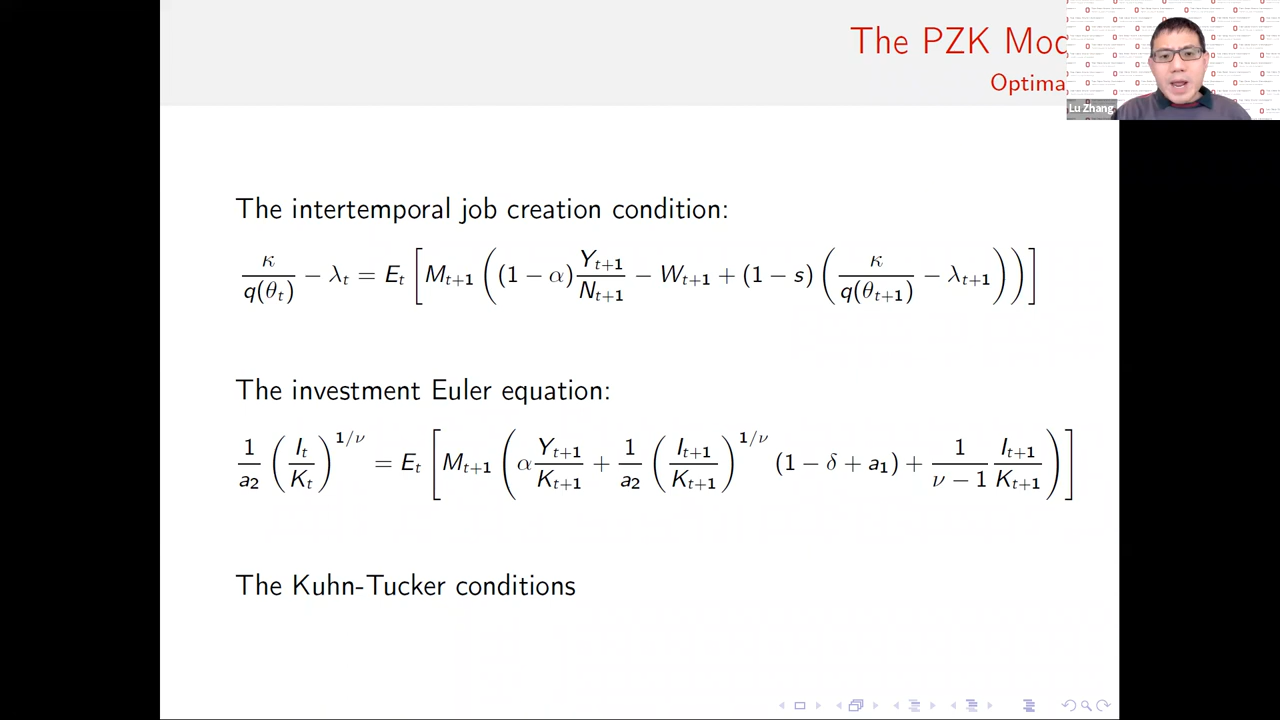 The PZK Mod
Optima
Lu Zhang
The intertemporal job creation condition:
κ/q(θ_t) − λ_t = E_t [ M_{t+1} ( (1 − α) Y_{t+1}/N_{t+1} − W_{t+1} + (1 − s) ( κ/q(θ_{t+1}) − λ_{t+1} ) ) ]
The investment Euler equation:
1/a_2 (I_t/K_t)^{1/ν} = E_t [ M_{t+1} ( α Y_{t+1}/K_{t+1} + 1/a_2 (I_{t+1}/K_{t+1})^{1/ν} (1 − δ + a_1) + 1/(ν − 1) I_{t+1}/K_{t+1} ) ]
The Kuhn-Tucker conditions